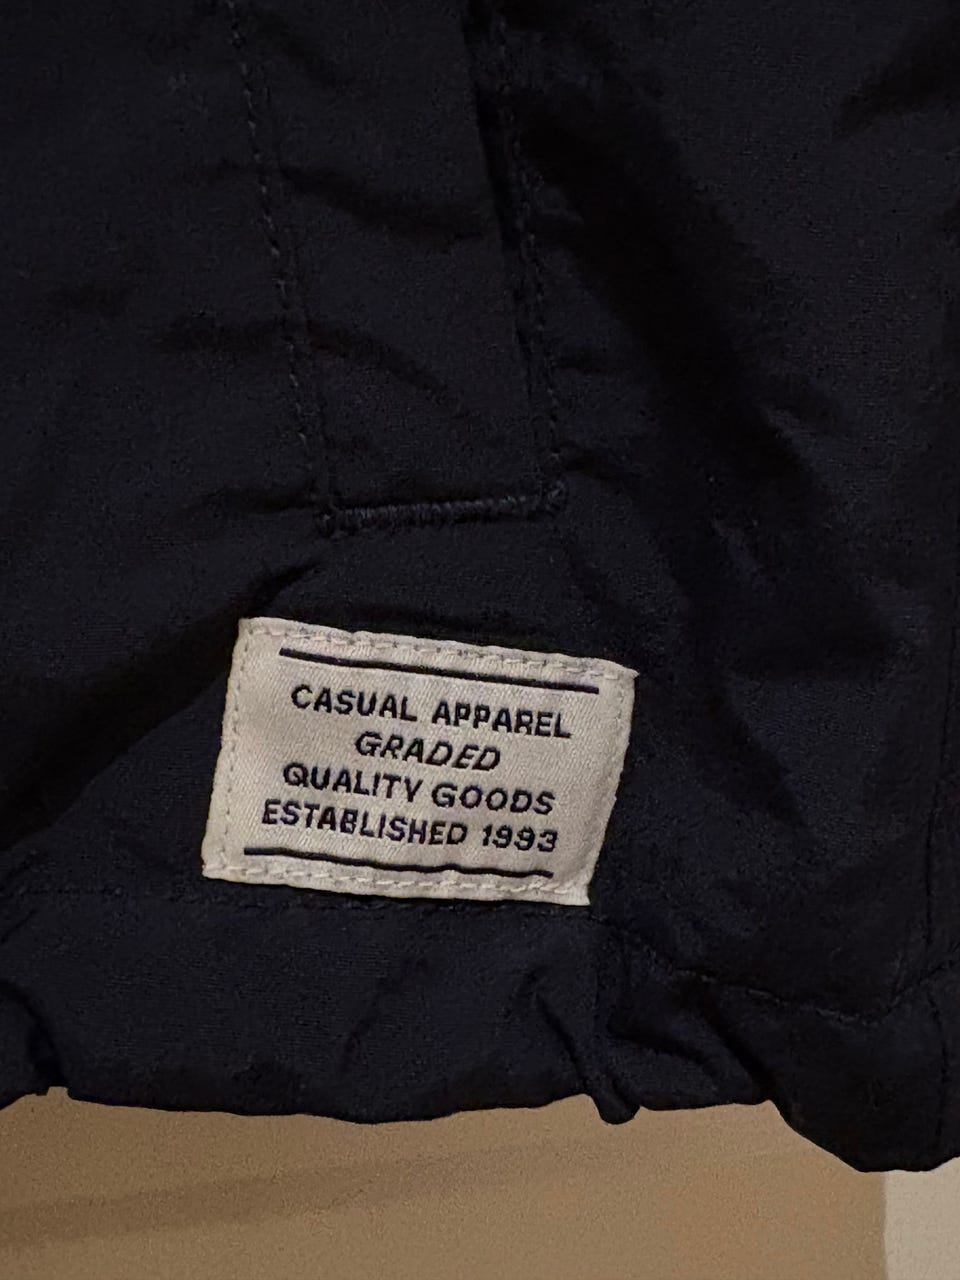 CASUAL APPAREL
GRADED
QUALITY GOODS
ESTABLISHED 1993